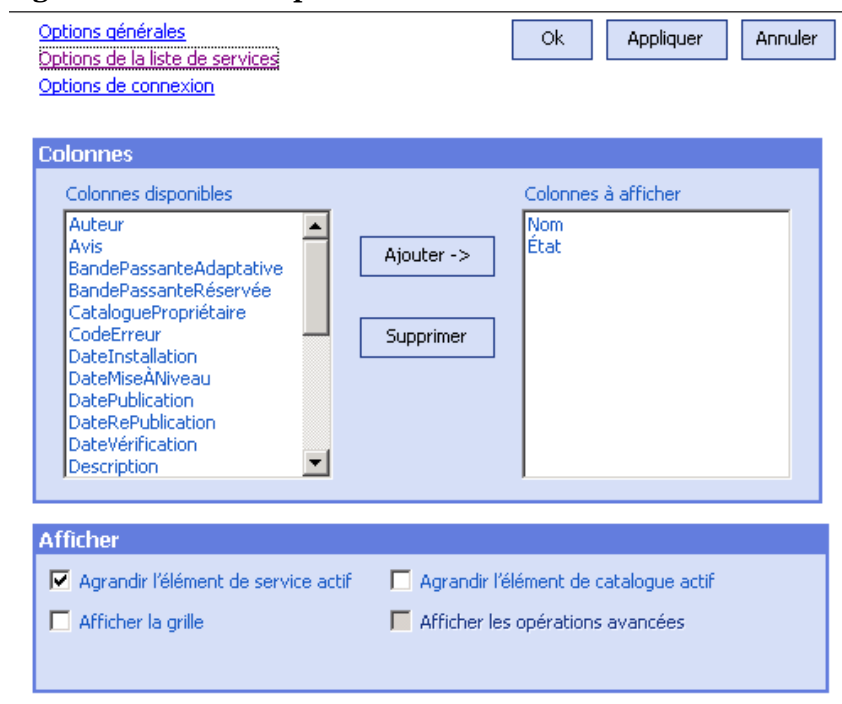 Options générales
Ok
Appliquer
Annuler
Options de la liste de services
Options de connexion
Colonnes
Colonnes disponibles
Colonnes à afficher
Auteur
Avis
BandePassanteAdaptative
BandePassanteRéservée
CataloguePropriétaire
CodeErreur
DateInstallation
DateMiseÀNiveau
DatePublication
DateRePublication
DateVérification
Description
Ajouter ->
Supprimer
Nom
État
Afficher
Agrandir l'élément de service actif
Agrandir l'élément de catalogue actif
Afficher la grille
Afficher les opérations avancées